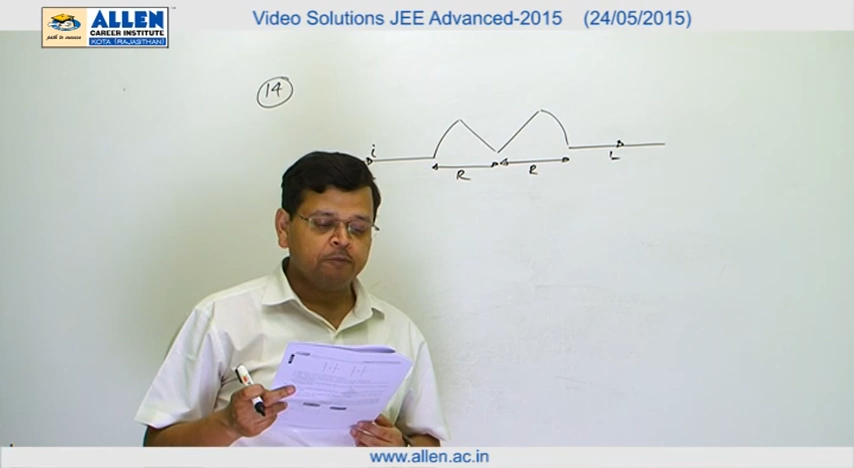 ALLEN
CAREER INSTITUTE
KOTA (RAJASTHAN)
path to success
Video Solutions JEE Advanced-2015 (24/05/2015)
14
i
R
R
L
www.allen.ac.in